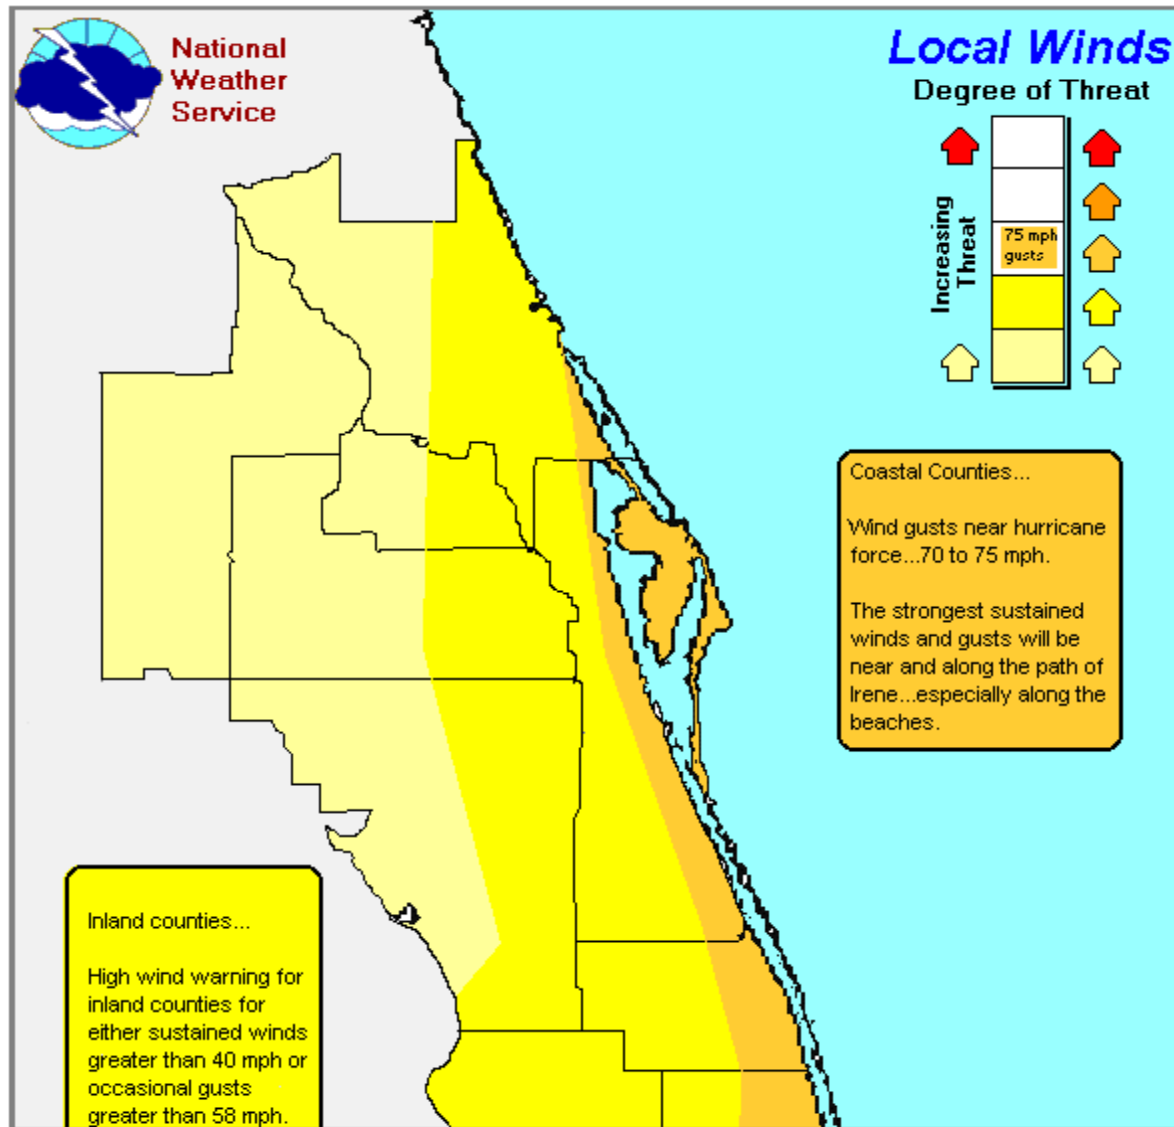 National
Weather
Service
Local Winds
Degree of Threat
Increasing
Threat
75 mph
gusts
Coastal Counties...
Wind gusts near hurricane
force...70 to 75 mph.
The strongest sustained
winds and gusts will be
near and along the path of
Irene...especially along the
beaches.
Inland counties...
High wind warning for
inland counties for
either sustained winds
greater than 40 mph or
occasional gusts
greater than 58 mph.